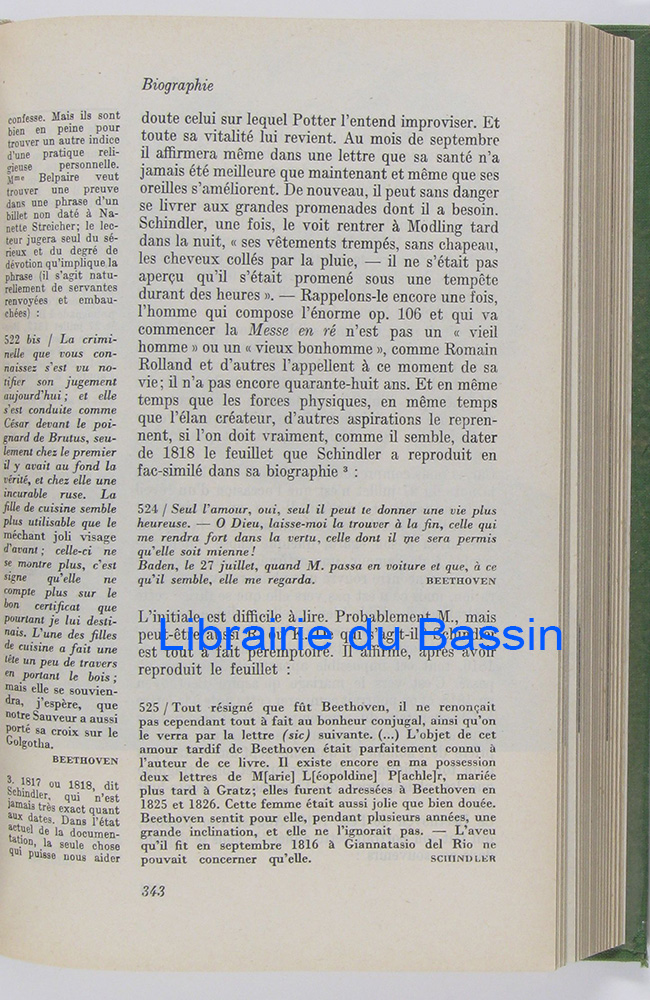 Biographie
confesse. Mais ils sont
bien en peine pour
trouver un autre indice
d'une pratique reli-
gieuse personnelle.
Mme Belpaire veut
trouver une preuve
dans une phrase d'un
billet non daté à Na-
nette Streicher; le lec-
teur jugera seul du sé-
rieux et du degré de
dévotion qu'implique la
phrase (il s'agit natu-
rellement de servantes
renvoyées et embau-
chées) :
522 bis / La crimi-
nelle que vous con-
naissez s'est vu no-
tifier son jugement
aujourd'hui; et elle
s'est conduite comme
César devant le poi-
gnard de Brutus, seu-
lement chez le premier
il y avait au fond la
vérité, et chez elle une
incurable ruse. La
fille de cuisine semble
plus utilisable que le
méchant joli visage
d'avant; celle-ci ne
se montre plus, c'est
signe qu'elle ne
compte plus sur le
bon certificat que
pourtant je lui desti-
nais. L'une des filles
de cuisine a fait une
tête un peu de travers
en portant le bois;
mais elle se souvien-
dra, j'espère, que
notre Sauveur a aussi
porté sa croix sur le
Golgotha.
BEETHOVEN
3. 1817 ou 1818, dit
Schindler, qui n'est
jamais très exact quant
aux dates. Dans l'état
actuel de la documen-
tation, la seule chose
qui puisse nous aider
doute celui sur lequel Potter l'entend improviser. Et
toute sa vitalité lui revient. Au mois de septembre
il affirmera même dans une lettre que sa santé n'a
jamais été meilleure que maintenant et même que ses
oreilles s'améliorent. De nouveau, il peut sans danger
se livrer aux grandes promenades dont il a besoin.
Schindler, une fois, le voit rentrer à Modling tard
dans la nuit, « ses vêtements trempés, sans chapeau,
les cheveux collés par la pluie, — il ne s'était pas
aperçu qu'il s'était promené sous une tempête
durant des heures ». — Rappelons-le encore une fois,
l'homme qui compose l'énorme op. 106 et qui va
commencer la Messe en ré n'est pas un « vieil
homme » ou un « vieux bonhomme », comme Romain
Rolland et d'autres l'appellent à ce moment de sa
vie; il n'a pas encore quarante-huit ans. Et en même
temps que les forces physiques, en même temps
que l'élan créateur, d'autres aspirations le repren-
nent, si l'on doit vraiment, comme il semble, dater
de 1818 le feuillet que Schindler a reproduit en
fac-similé dans sa biographie ³ :
524 / Seul l'amour, oui, seul il peut te donner une vie plus
heureuse. — O Dieu, laisse-moi la trouver à la fin, celle qui
me rendra fort dans la vertu, celle dont il me sera permis
qu'elle soit mienne!
Baden, le 27 juillet, quand M. passa en voiture et que, à ce
qu'il semble, elle me regarda. BEETHOVEN
L'initiale est difficile à lire. Probablement M., mais
peut-être aussi R. ou K. De qui s'agit-il? Schindler
est tout à fait péremptoire. Il affirme, après avoir
reproduit le feuillet :
Librairie du Bassin
525 / Tout résigné que fût Beethoven, il ne renonçait
pas cependant tout à fait au bonheur conjugal, ainsi qu'on
le verra par la lettre (sic) suivante. (...) L'objet de cet
amour tardif de Beethoven était parfaitement connu à
l'auteur de ce livre. Il existe encore en ma possession
deux lettres de M[arie] L[éopoldine] P[achle]r, mariée
plus tard à Gratz; elles furent adressées à Beethoven en
1825 et 1826. Cette femme était aussi jolie que bien douée.
Beethoven sentit pour elle, pendant plusieurs années, une
grande inclination, et elle ne l'ignorait pas. — L'aveu
qu'il fit en septembre 1816 à Giannatasio del Rio ne
pouvait concerner qu'elle. SCHINDLER
343